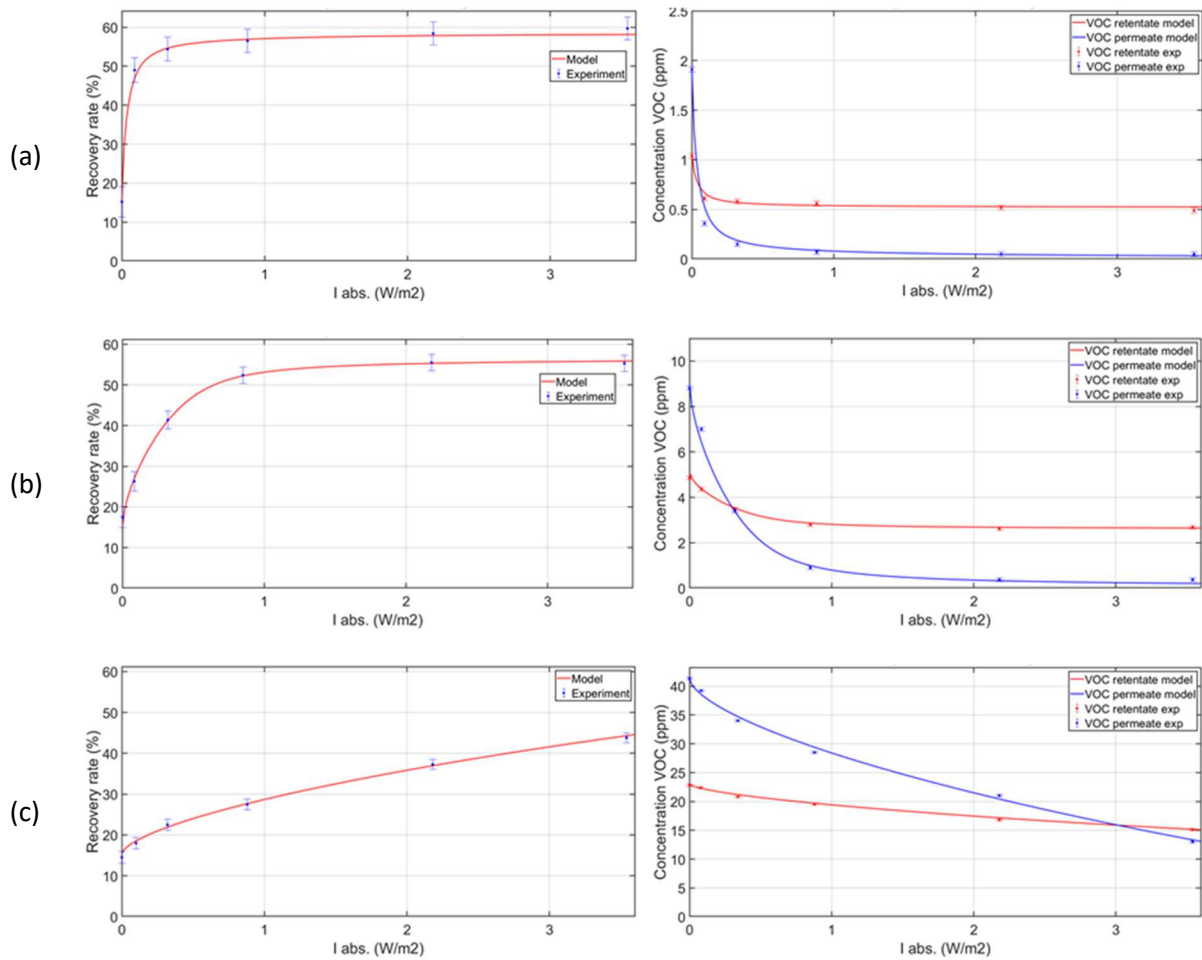 (a)
Recovery rate (%)
60
50
40
30
20
10
0
0 1 2 3
I abs. (W/m2)
Model
Experiment
Concentration VOC (ppm)
2.5
2
1.5
1
0.5
0
0 1 2 3
I abs. (W/m2)
VOC retentate model
VOC permeate model
VOC retentate exp
VOC permeate exp
(b)
Recovery rate (%)
60
50
40
30
20
10
0
0 1 2 3
I abs. (W/m2)
Model
Experiment
Concentration VOC (ppm)
10
8
6
4
2
0
0 1 2 3
I abs. (W/m2)
VOC retentate model
VOC permeate model
VOC retentate exp
VOC permeate exp
(c)
Recovery rate (%)
60
50
40
30
20
10
0
0 1 2 3
I abs. (W/m2)
Model
Experiment
Concentration VOC (ppm)
40
35
30
25
20
15
10
5
0
0 1 2 3
I abs. (W/m2)
VOC retentate model
VOC permeate model
VOC retentate exp
VOC permeate exp